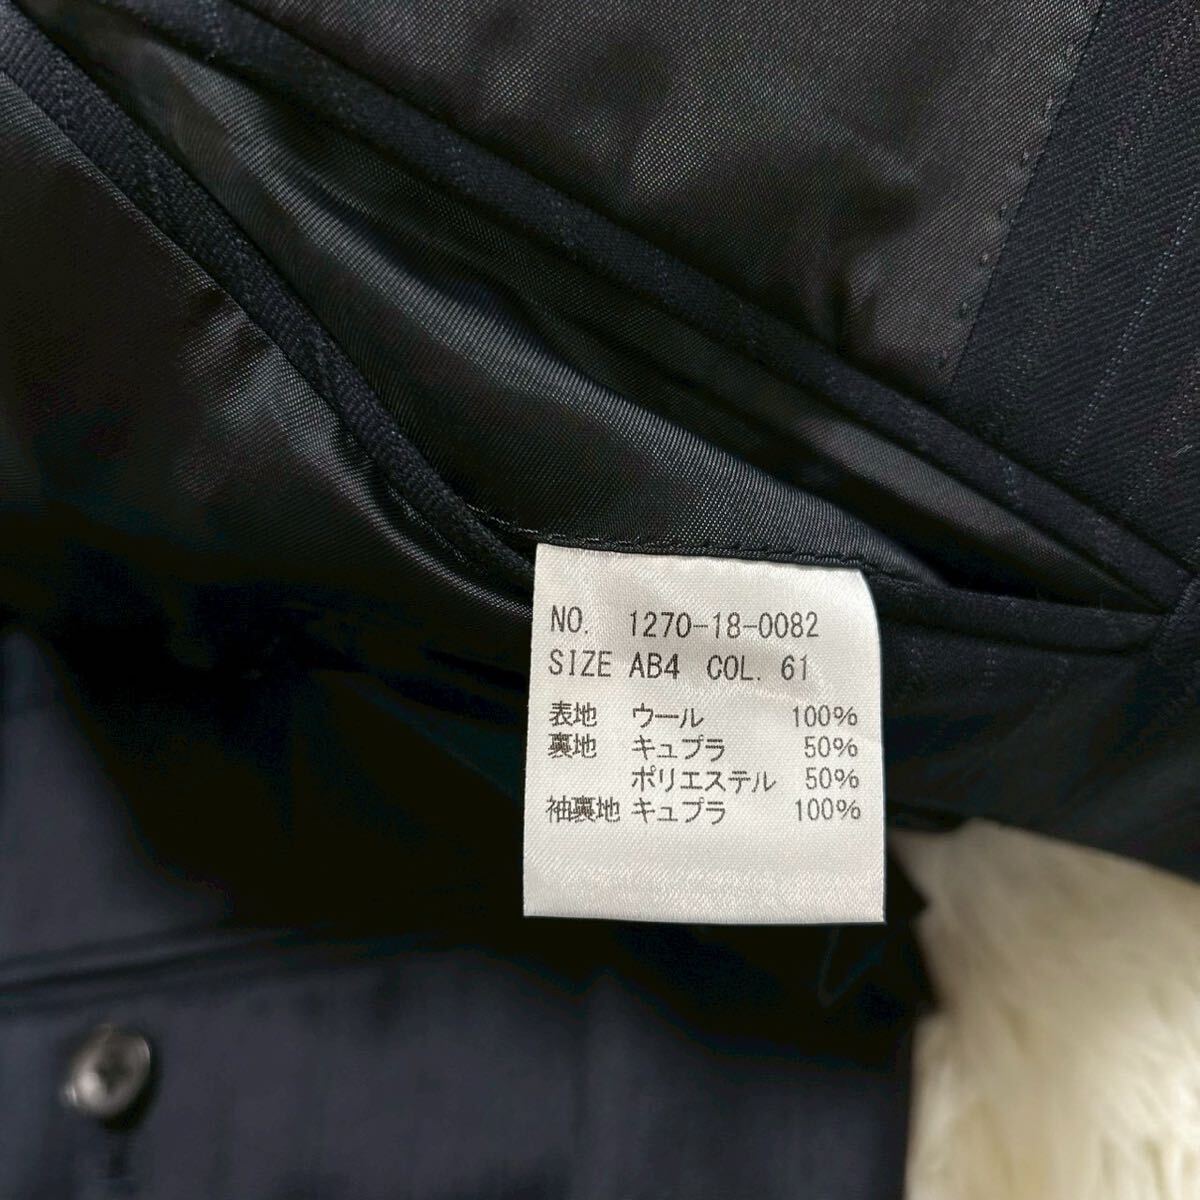 NO. 1270-18-0082
SIZE AB4 COL. 61
表地 ウール 100%
裏地 キュプラ 50%
ポリエステル 50%
袖裏地 キュプラ 100%